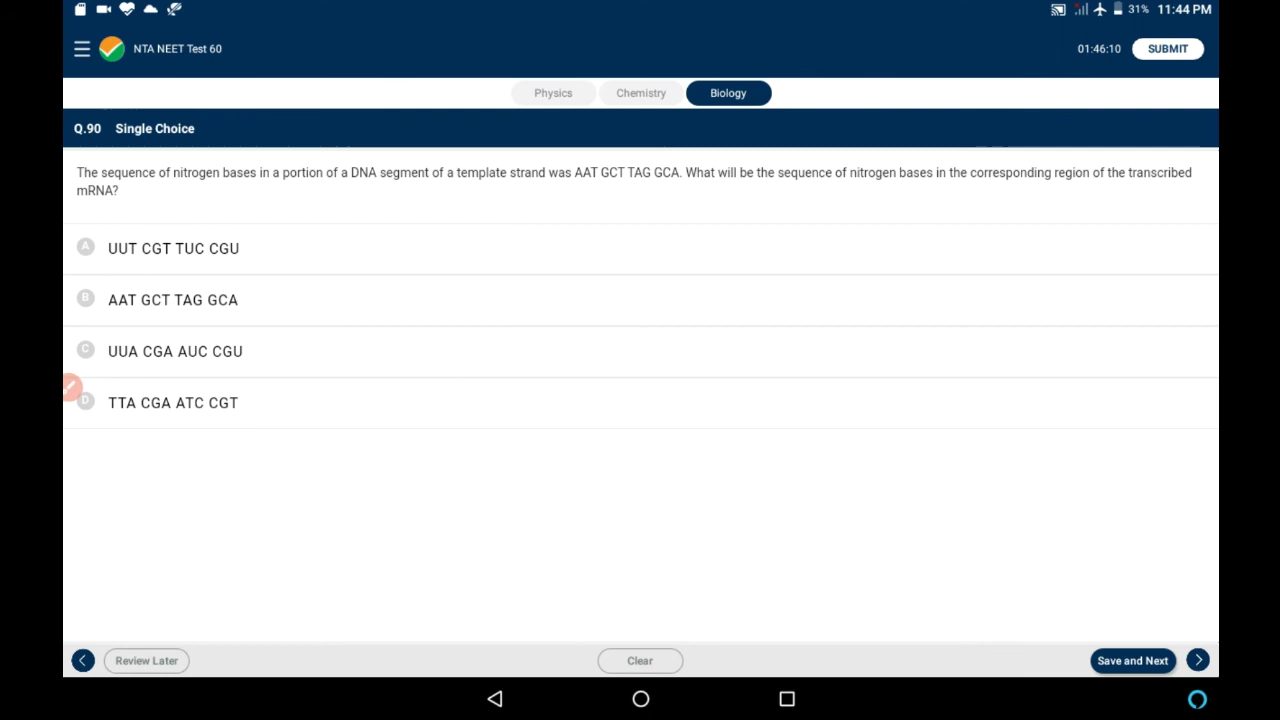 31% 11:44 PM
NTA NEET Test 60
01:46:10 SUBMIT
Physics Chemistry Biology
Q.90 Single Choice
The sequence of nitrogen bases in a portion of a DNA segment of a template strand was AAT GCT TAG GCA. What will be the sequence of nitrogen bases in the corresponding region of the transcribed
mRNA?
A UUT CGT TUC CGU
B AAT GCT TAG GCA
C UUA CGA AUC CGU
D TTA CGA ATC CGT
Review Later Clear Save and Next